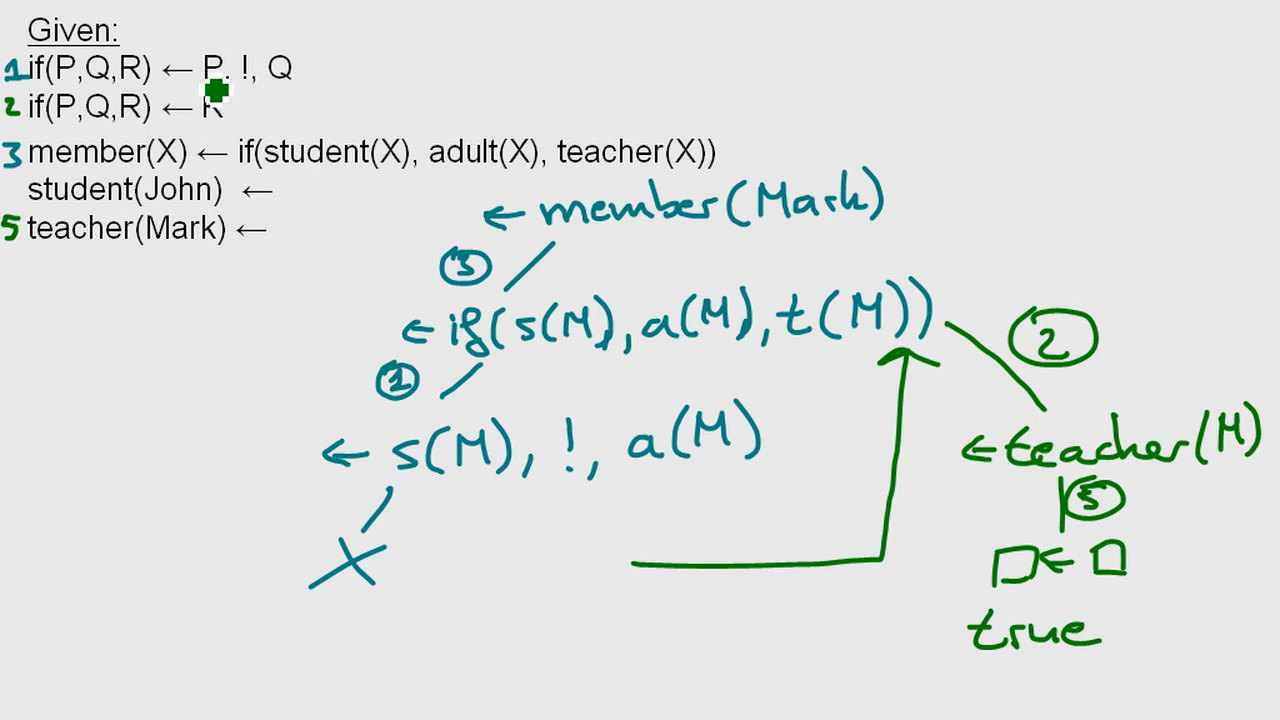 Given:
1 if(P,Q,R) ← P, !, Q
2 if(P,Q,R) ← R
3 member(X) ← if(student(X), adult(X), teacher(X))
student(John) ←
5 teacher(Mark) ←
← member(Mark)
3
← if(s(M), a(M), t(M))
1
2
← s(M), !, a(M)
← teacher(M)
5
X
□ ← □
true